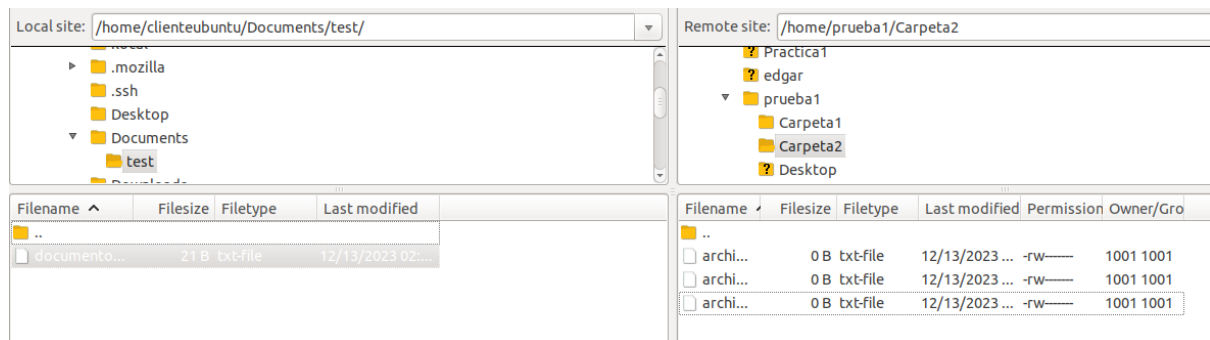 Local site: /home/clienteubuntu/Documents/test/
.mozilla
.ssh
Desktop
Documents
test
Downloads
Filename Filesize Filetype Last modified
..
documento... 21 B txt-file 12/13/2023 02:...
Remote site: /home/prueba1/Carpeta2
Practica1
edgar
prueba1
Carpeta1
Carpeta2
Desktop
Filename Filesize Filetype Last modified Permission Owner/Gro
..
archi... 0 B txt-file 12/13/2023 ... -rw------- 1001 1001
archi... 0 B txt-file 12/13/2023 ... -rw------- 1001 1001
archi... 0 B txt-file 12/13/2023 ... -rw------- 1001 1001